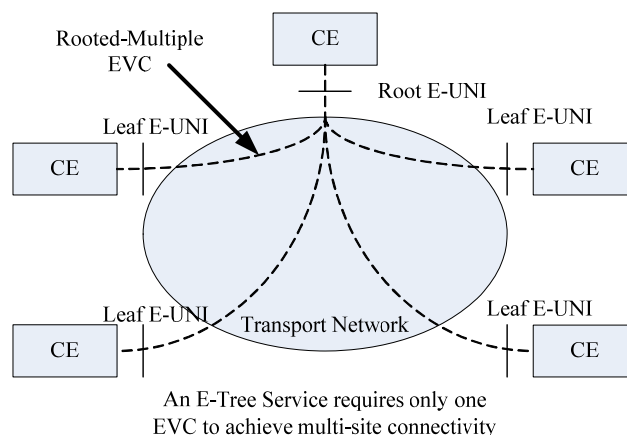 Rooted-Multiple
EVC
CE
Root E-UNI
Leaf E-UNI
Leaf E-UNI
CE
CE
Leaf E-UNI
Leaf E-UNI
Transport Network
CE
CE
An E-Tree Service requires only one
EVC to achieve multi-site connectivity